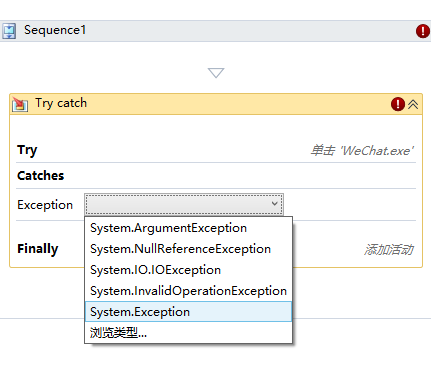 Sequence1
Try catch
Try 单击 'WeChat.exe'
Catches
Exception
System.ArgumentException
System.NullReferenceException
System.IO.IOException
System.InvalidOperationException
System.Exception
浏览类型...
Finally 添加活动